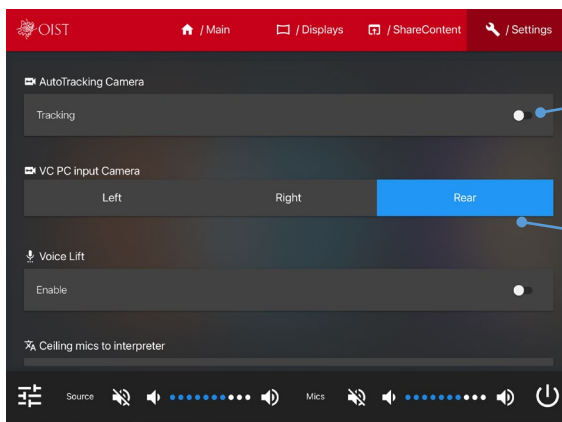 OIST / Main / Displays / ShareContent / Settings
AutoTracking Camera
Tracking
VC PC input Camera
Left Right Rear
Voice Lift
Enable
Ceiling mics to interpreter
Source Mics